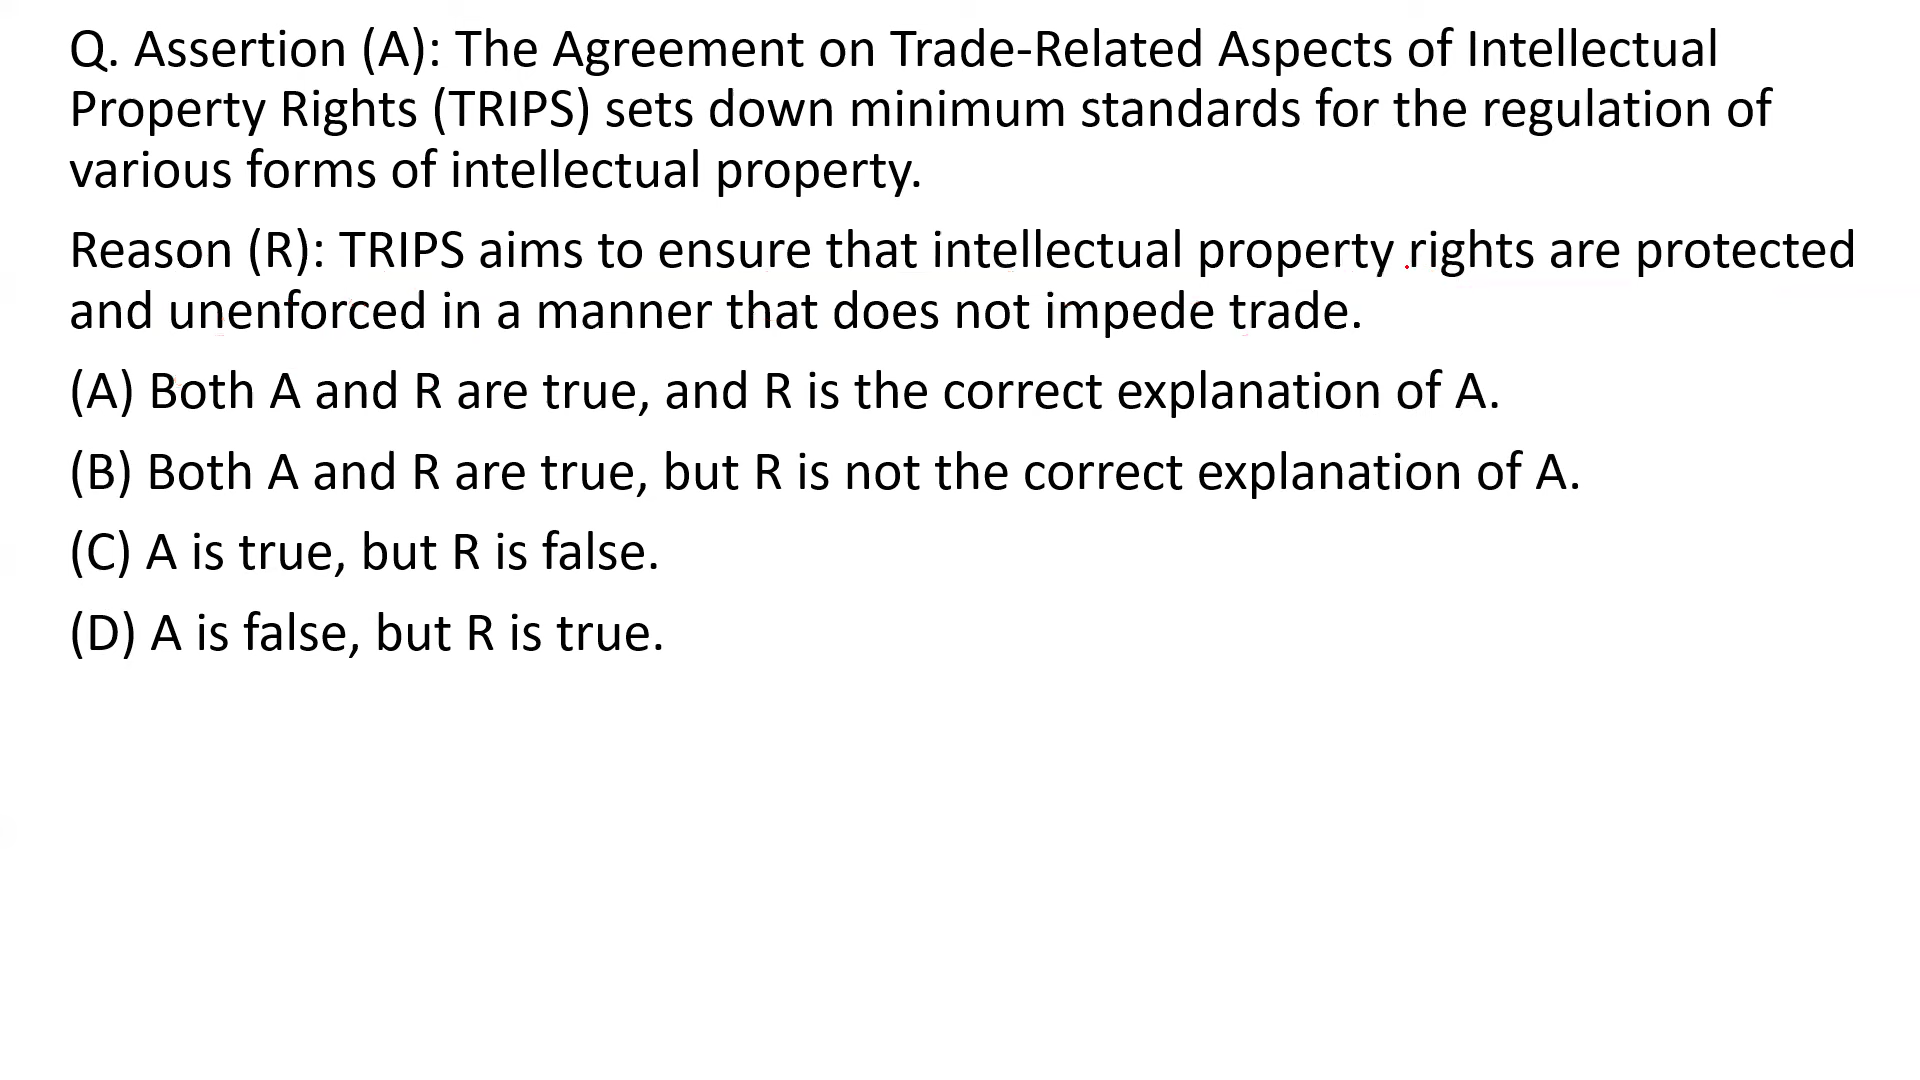 Q. Assertion (A): The Agreement on Trade-Related Aspects of Intellectual
Property Rights (TRIPS) sets down minimum standards for the regulation of
various forms of intellectual property.
Reason (R): TRIPS aims to ensure that intellectual property rights are protected
and unenforced in a manner that does not impede trade.
(A) Both A and R are true, and R is the correct explanation of A.
(B) Both A and R are true, but R is not the correct explanation of A.
(C) A is true, but R is false.
(D) A is false, but R is true.